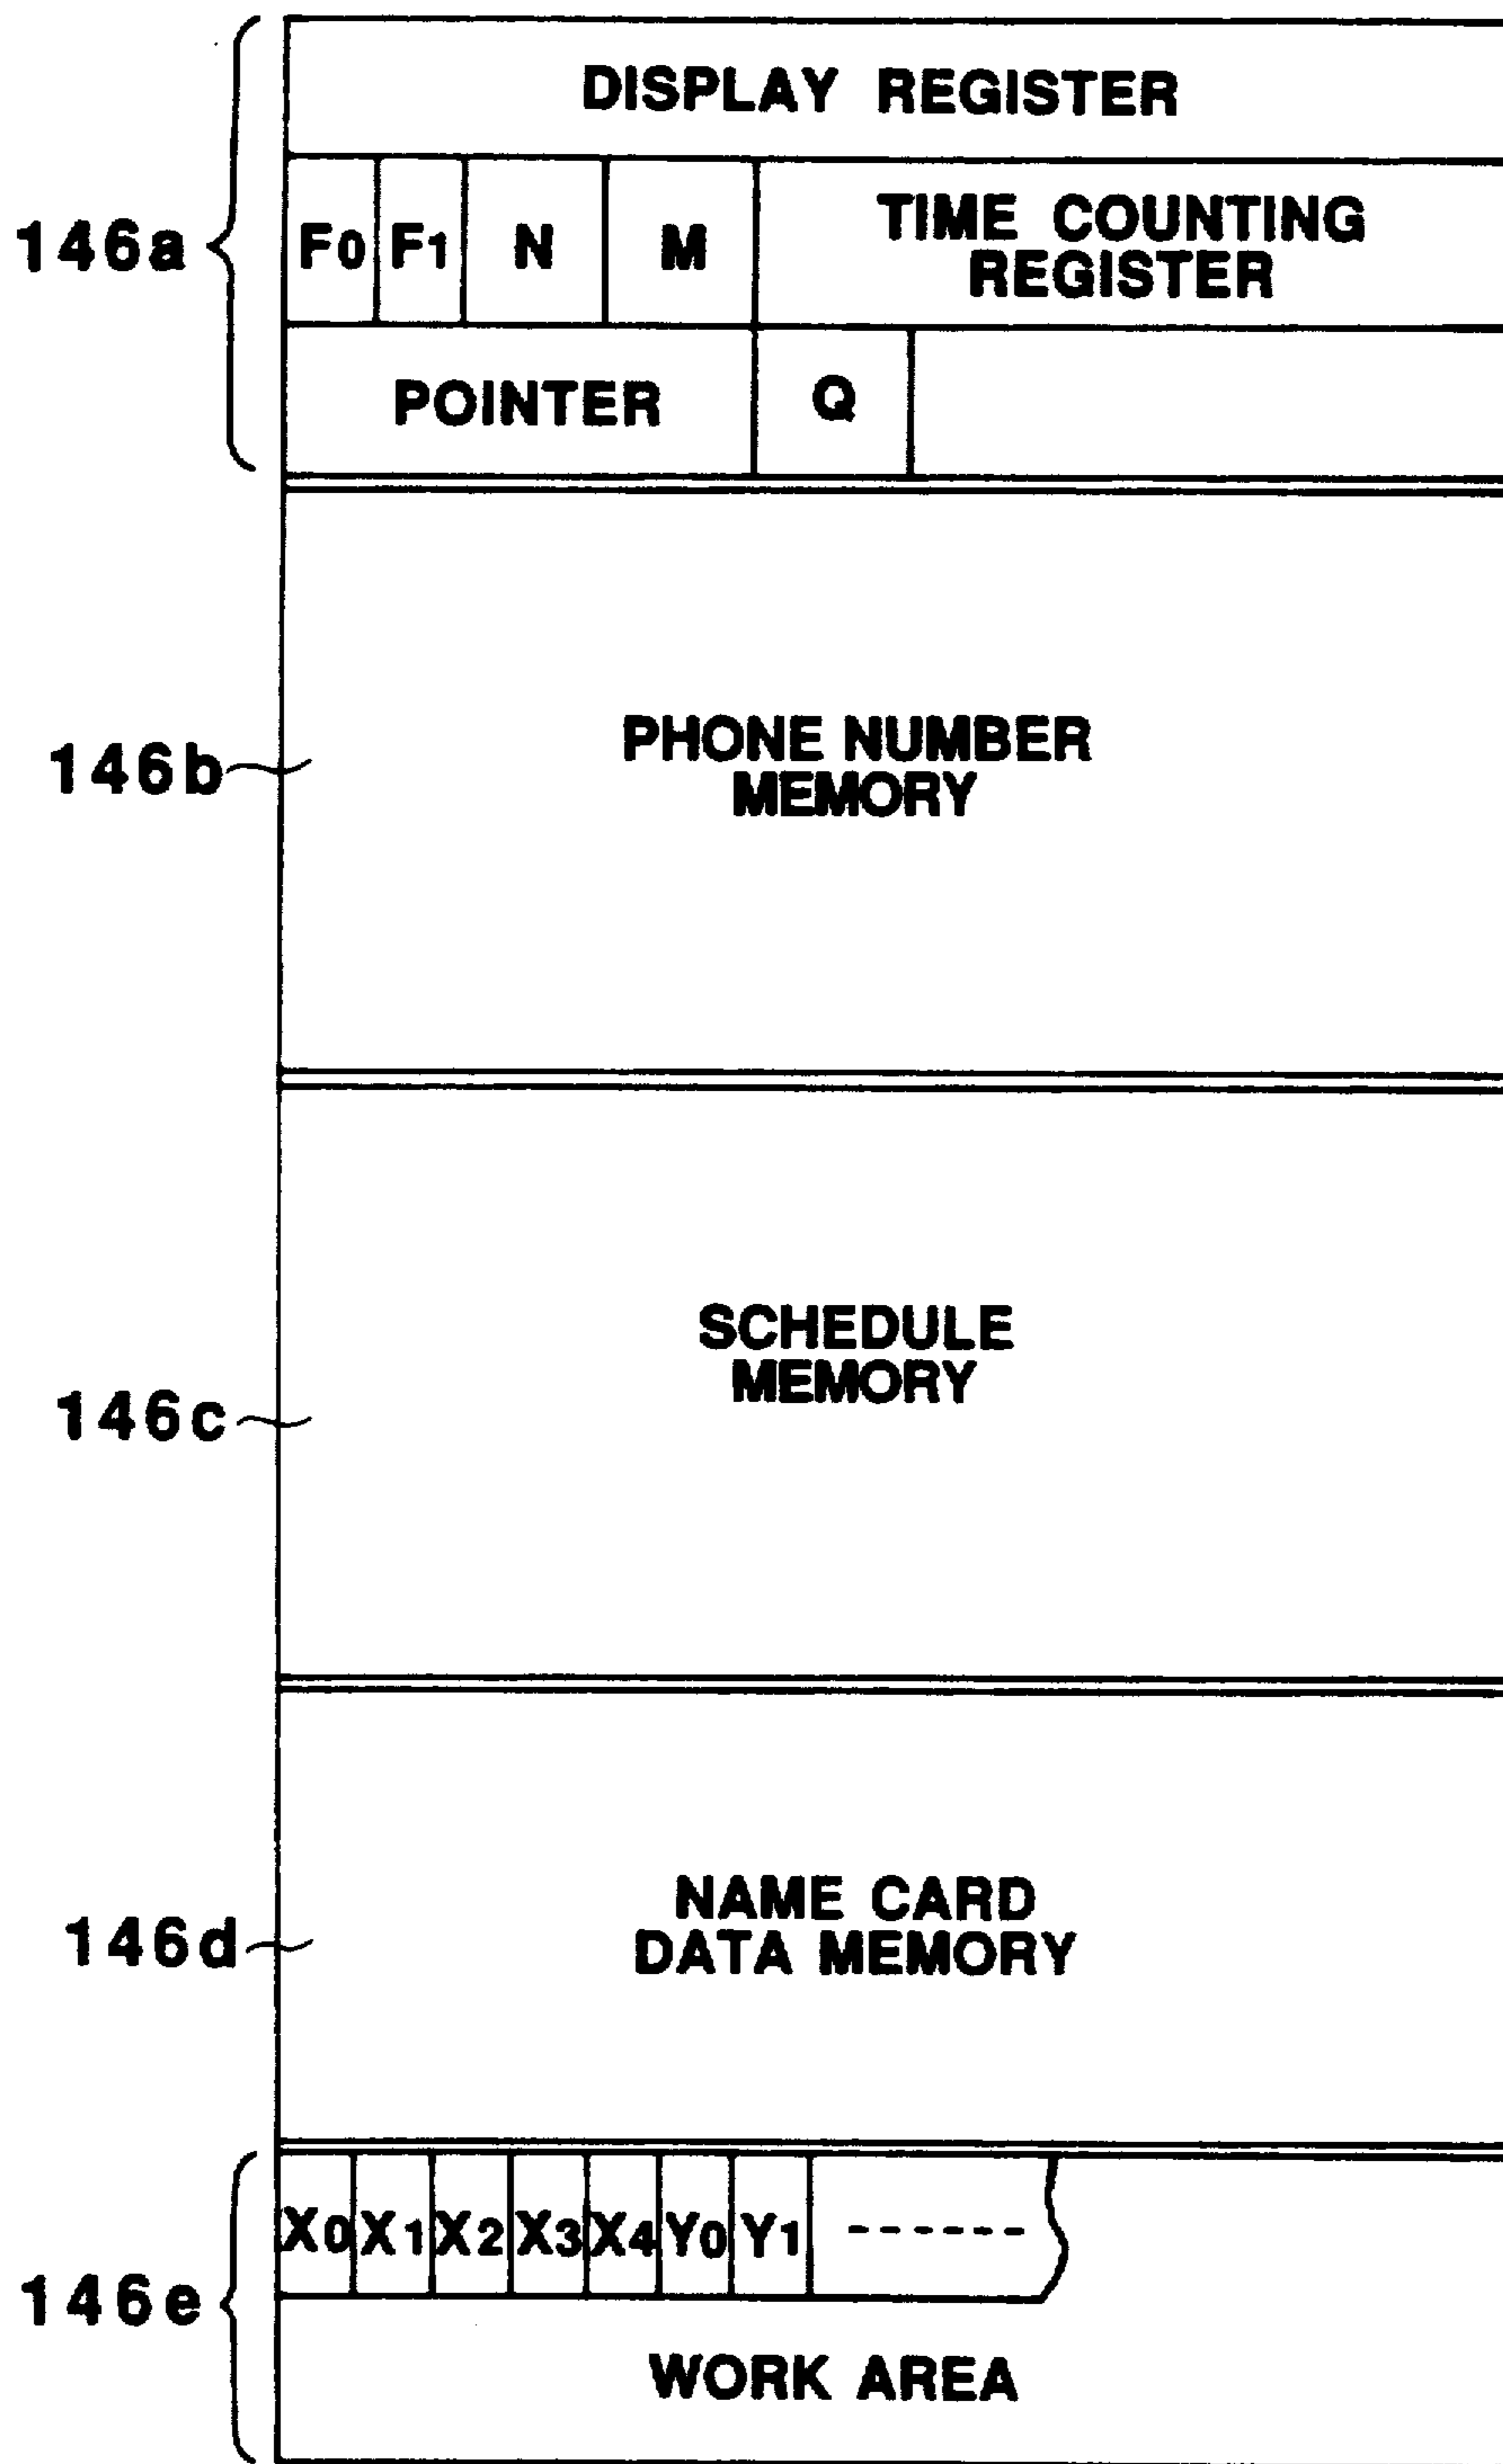 DISPLAY REGISTER
146a
F0 F1 N M
TIME COUNTING
REGISTER
POINTER Q
146b
PHONE NUMBER
MEMORY
SCHEDULE
MEMORY
146c
NAME CARD
DATA MEMORY
146d
X0 X1 X2 X3 X4 Y0 Y1 ------
146e
WORK AREA